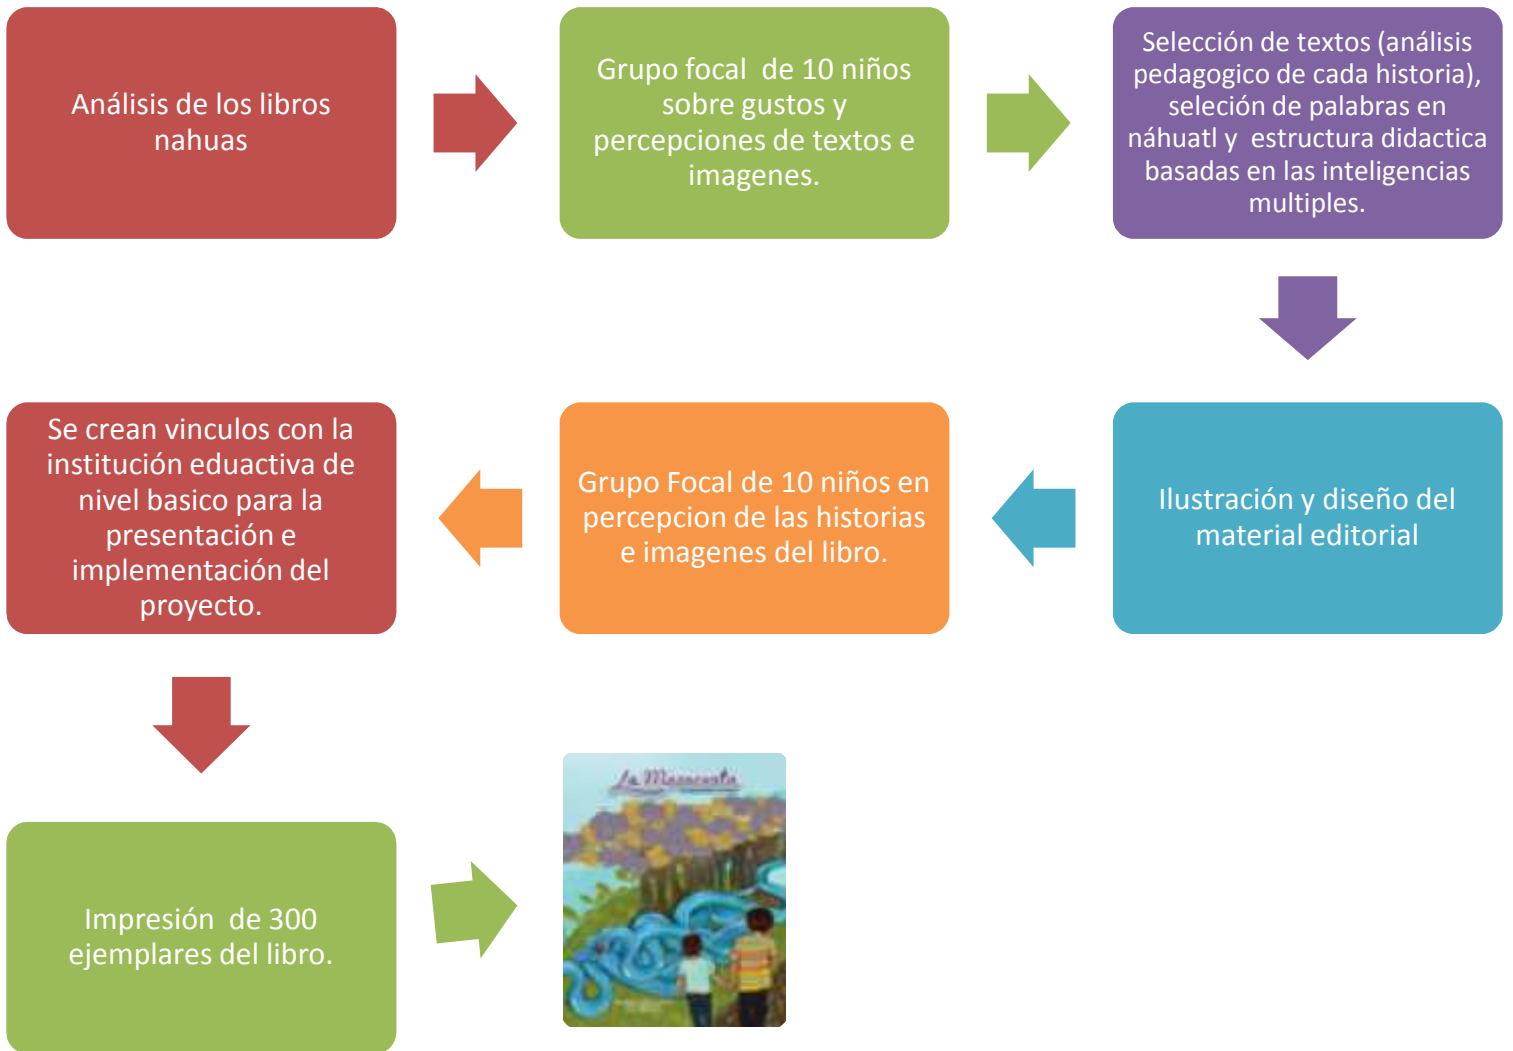 Análisis de los libros
nahuas
Grupo focal de 10 niños
sobre gustos y
percepciones de textos e
imagenes.
Selección de textos (análisis
pedagogico de cada historia),
seleción de palabras en
náhuatl y estructura didactica
basadas en las inteligencias
multiples.
Ilustración y diseño del
material editorial
Grupo Focal de 10 niños en
percepcion de las historias
e imagenes del libro.
Se crean vinculos con la
institución eduactiva de
nivel basico para la
presentación e
implementación del
proyecto.
Impresión de 300
ejemplares del libro.
La Masacuata